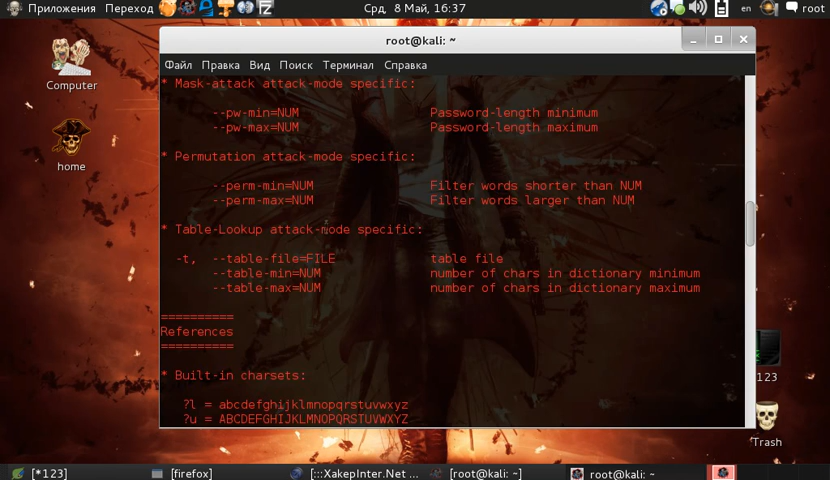 Приложения Переход Срд, 8 Май, 16:37 en root
root@kali: ~
Файл Правка Вид Поиск Терминал Справка
* Mask-attack attack-mode specific:
--pw-min=NUM Password-length minimum
--pw-max=NUM Password-length maximum
* Permutation attack-mode specific:
--perm-min=NUM Filter words shorter than NUM
--perm-max=NUM Filter words larger than NUM
* Table-Lookup attack-mode specific:
-t, --table-file=FILE table file
--table-min=NUM number of chars in dictionary minimum
--table-max=NUM number of chars in dictionary maximum
==========
References
==========
* Built-in charsets:
?l = abcdefghijklmnopqrstuvwxyz
?u = ABCDEFGHIJKLMNOPQRSTUVWXYZ
Computer
home
123
Trash
[*123] [firefox] [:::XakepInter.Net ... [root@kali: ~] root@kali: ~